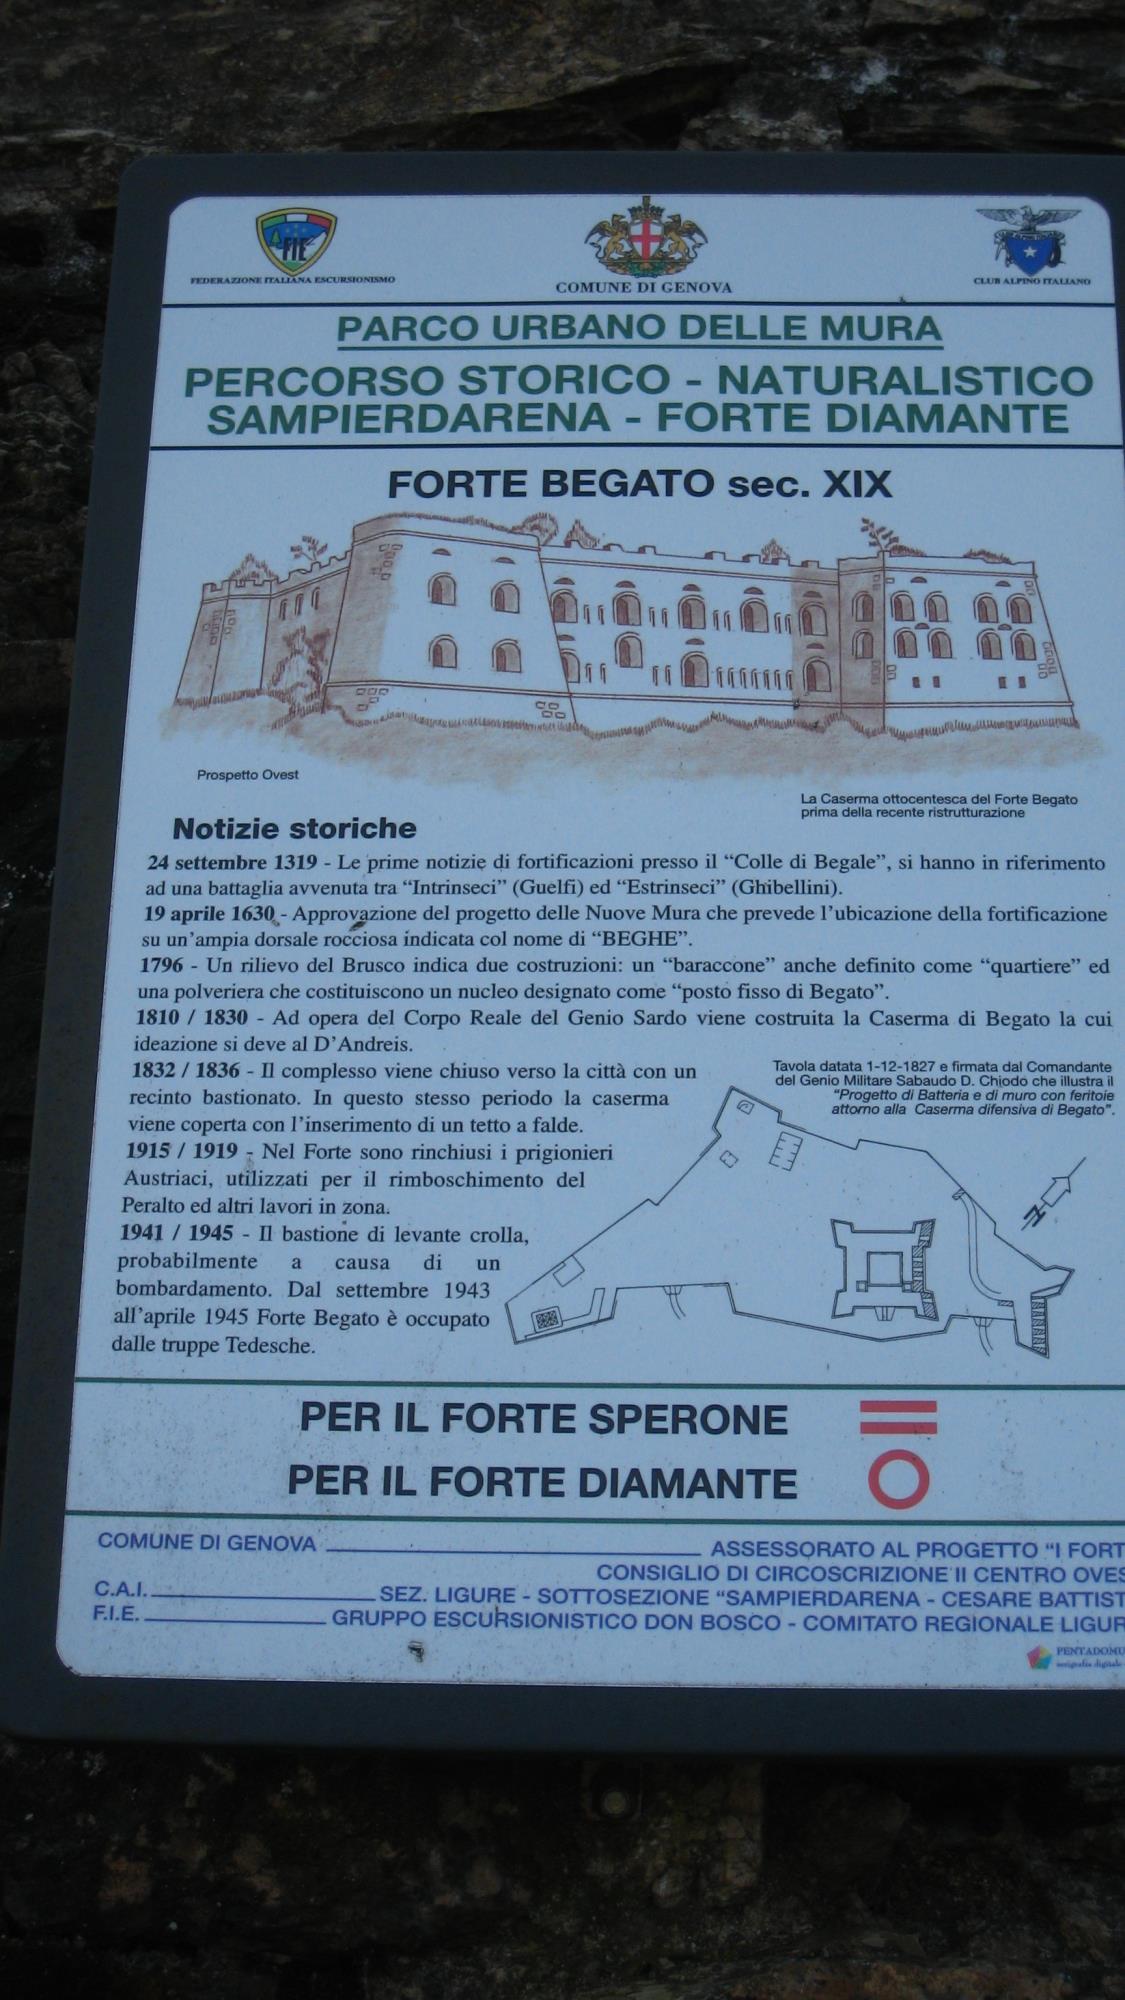 FIE
FEDERAZIONE ITALIANA ESCURSIONISMO
COMUNE DI GENOVA
CLUB ALPINO ITALIANO
PARCO URBANO DELLE MURA
PERCORSO STORICO - NATURALISTICO
SAMPIERDARENA - FORTE DIAMANTE
FORTE BEGATO sec. XIX
Prospetto Ovest
La Caserma ottocentesca del Forte Begato
prima della recente ristrutturazione
Notizie storiche
24 settembre 1319 - Le prime notizie di fortificazioni presso il “Colle di Begale”, si hanno in riferimento
ad una battaglia avvenuta tra “Intrinseci” (Guelfi) ed “Estrinseci” (Ghibellini).
19 aprile 1630 - Approvazione del progetto delle Nuove Mura che prevede l’ubicazione della fortificazione
su un’ampia dorsale rocciosa indicata col nome di “BEGHE”.
1796 - Un rilievo del Brusco indica due costruzioni: un “baraccone” anche definito come “quartiere” ed
una polveriera che costituiscono un nucleo designato come “posto fisso di Begato”.
1810 / 1830 - Ad opera del Corpo Reale del Genio Sardo viene costruita la Caserma di Begato la cui
ideazione si deve al D’Andreis.
1832 / 1836 - Il complesso viene chiuso verso la città con un
recinto bastionato. In questo stesso periodo la caserma
viene coperta con l’inserimento di un tetto a falde.
1915 / 1919 - Nel Forte sono rinchiusi i prigionieri
Austriaci, utilizzati per il rimboschimento del
Peralto ed altri lavori in zona.
1941 / 1945 - Il bastione di levante crolla,
probabilmente a causa di un
bombardamento. Dal settembre 1943
all’aprile 1945 Forte Begato è occupato
dalle truppe Tedesche.
Tavola datata 1-12-1827 e firmata dal Comandante
del Genio Militare Sabaudo D. Chiodo che illustra il
“Progetto di Batteria e di muro con feritoie
attorno alla Caserma difensiva di Begato”.
N
PER IL FORTE SPERONE
PER IL FORTE DIAMANTE
COMUNE DI GENOVA ASSESSORATO AL PROGETTO “I FORT
CONSIGLIO DI CIRCOSCRIZIONE II CENTRO OVES
C.A.I. SEZ. LIGURE - SOTTOSEZIONE “SAMPIERDARENA - CESARE BATTIST
F.I.E. GRUPPO ESCURSIONISTICO DON BOSCO - COMITATO REGIONALE LIGUR
PENTADOMU
serigrafia digitale